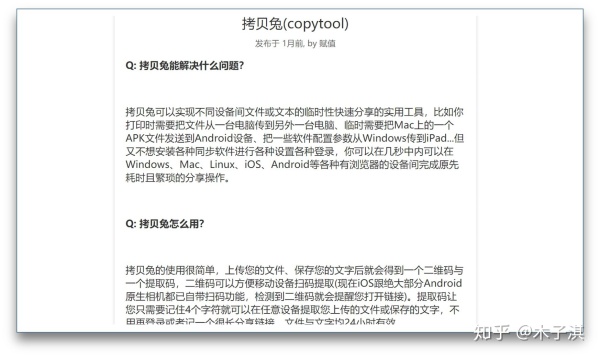 拷贝兔(copytool)
发布于 1月前, by 赋值
Q: 拷贝兔能解决什么问题?
拷贝兔可以实现不同设备间文件或文本的临时性快速分享的实用工具，比如你
打印时需要把文件从一台电脑传到另外一台电脑、临时需要把Mac上的一个
APK文件发送到Android设备、把一些软件配置参数从Windows传到iPad...但
又不想安装各种同步软件进行各种设置各种登录，你可以在几秒中内可以在
Windows、Mac、Linux、iOS、Android等各种有浏览器的设备间完成原先
耗时且繁琐的分享操作。
Q: 拷贝兔怎么用?
拷贝兔的使用很简单，上传您的文件、保存您的文字后就会得到一个二维码与
一个提取码，二维码可以方便移动设备扫码提取(现在iOS跟绝大部分Android
原生相机都已自带扫码功能，检测到二维码就会提醒您打开链接)。提取码让
您只需要记住4个字符就可以在任意设备提取您上传的文件或保存的文字，不
用再登录或者记一个很长分享链接。文件与文字均24小时有效
知乎 @木子淇